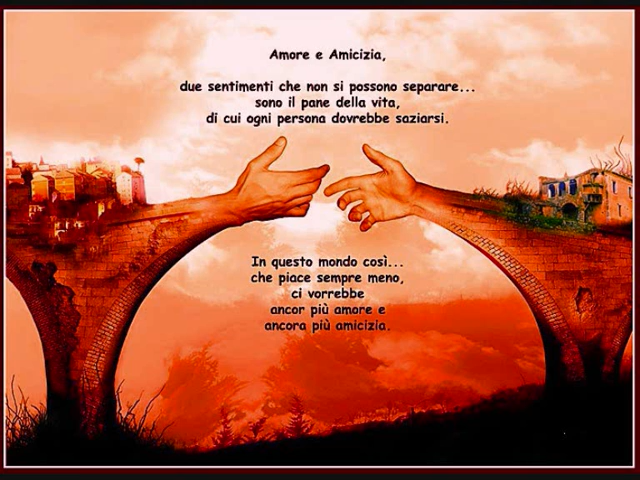 Amore e Amicizia,
due sentimenti che non si possono separare...
sono il pane della vita,
di cui ogni persona dovrebbe saziarsi.
In questo mondo così...
che piace sempre meno,
ci vorrebbe
ancor più amore e
ancora più amicizia.